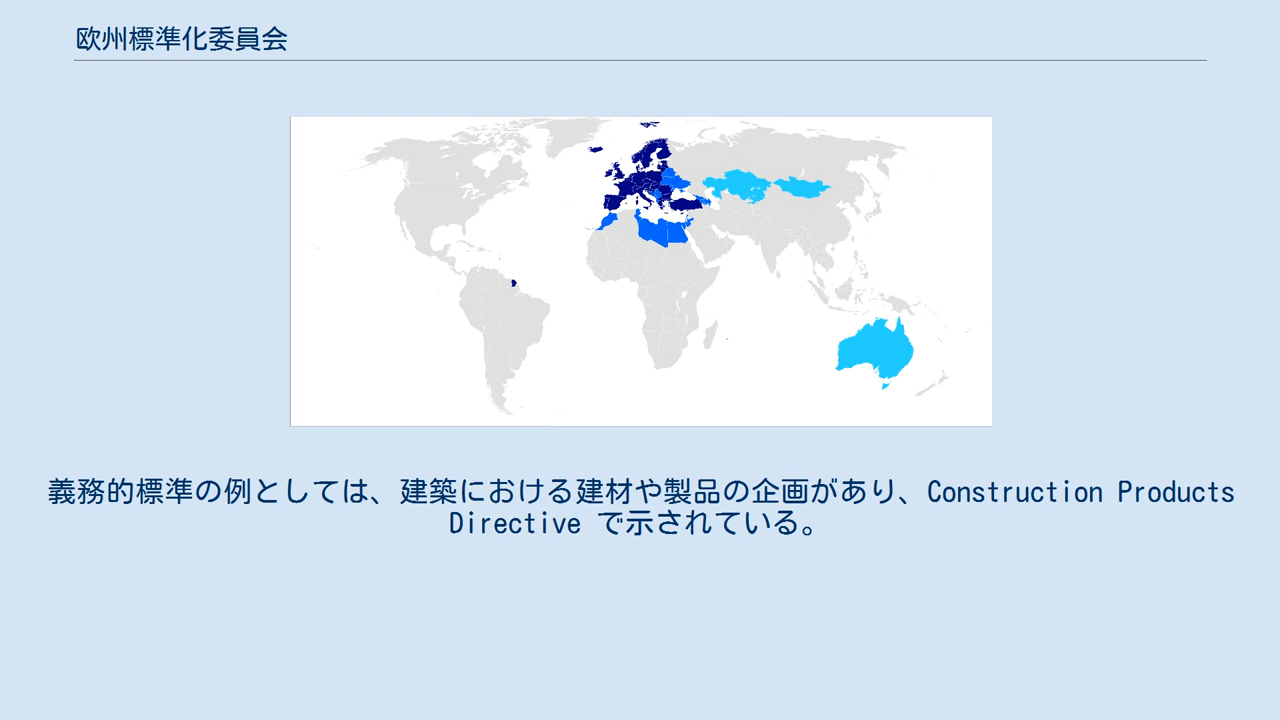 欧州標準化委員会
義務的標準の例としては、建築における建材や製品の企画があり、Construction Products
Directive で示されている。